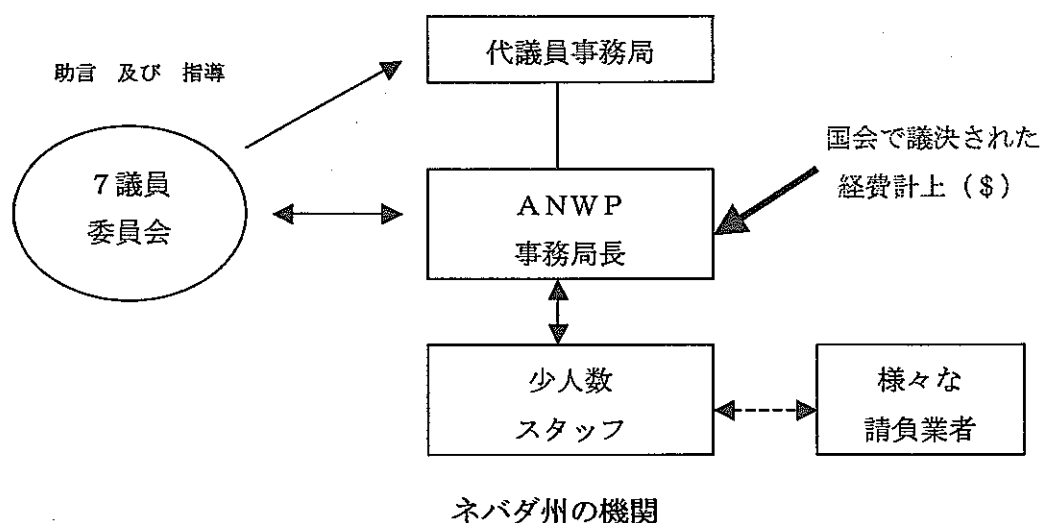 代議員事務局
助言 及び 指導
国会で議決された
経費計上（＄）
７議員
委員会
ＡＮＷＰ
事務局長
少人数
スタッフ
様々な
請負業者
ネバダ州の機関